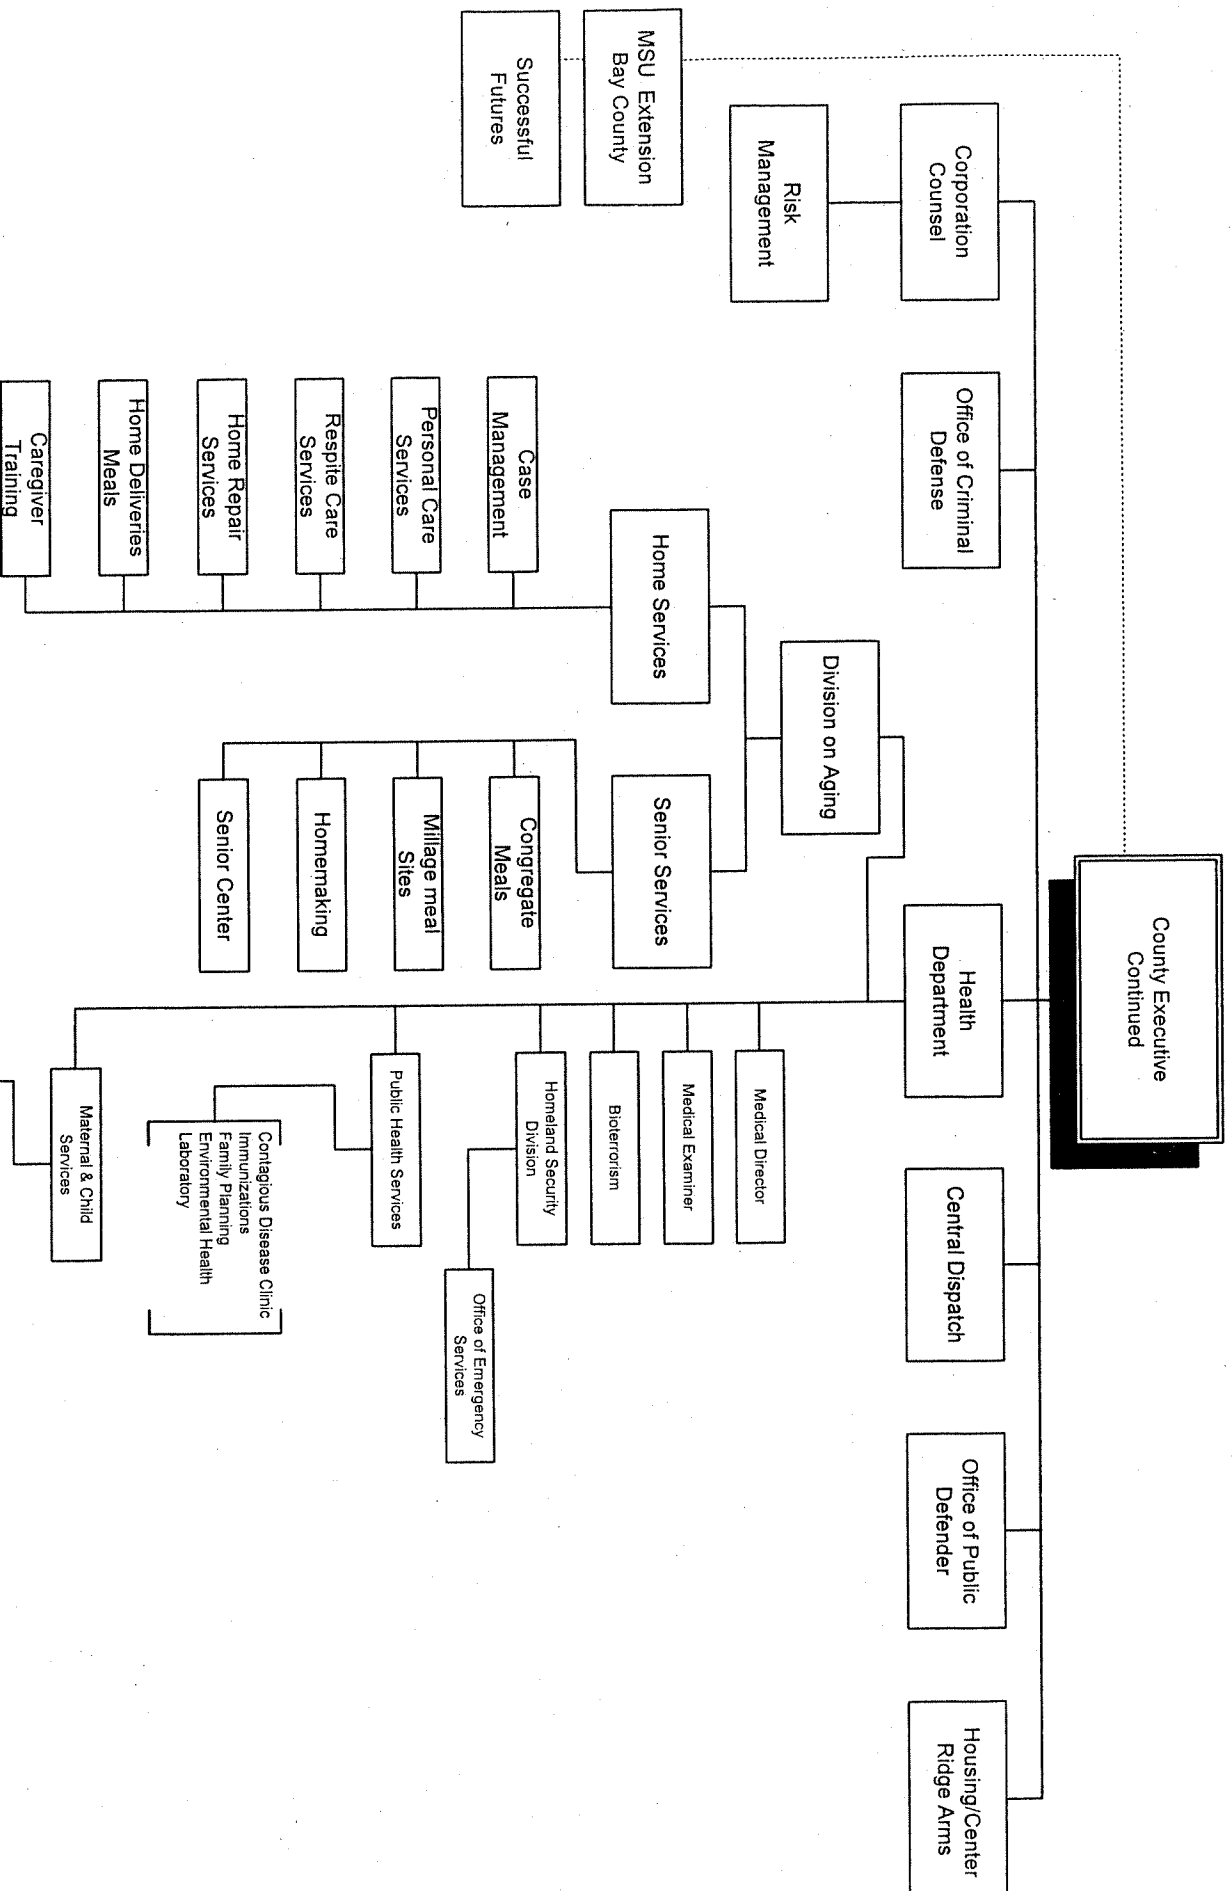 County Executive
Continued
Corporation
Counsel
Office of Criminal
Defense
Health
Department
Central Dispatch
Office of Public
Defender
Housing/Center
Ridge Arms
Risk
Management
MSU Extension
Bay County
Successful
Futures
Division on Aging
Home Services
Senior Services
Case
Management
Personal Care
Services
Respite Care
Services
Home Repair
Services
Home Deliveries
Meals
Caregiver
Training
Congregate
Meals
Millage meal
Sites
Homemaking
Senior Center
Medical Director
Medical Examiner
Bioterrorism
Homeland Security
Division
Office of Emergency
Services
Public Health Services
Contagious Disease Clinic
Immunizations
Family Planning
Environmental Health
Laboratory
Maternal & Child
Services